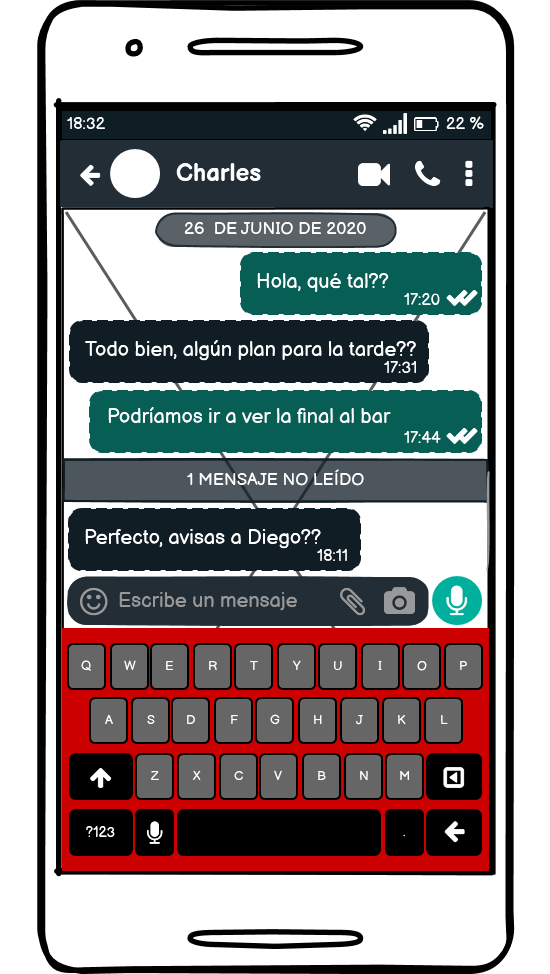 18:32 22 %
Charles
26 DE JUNIO DE 2020
Hola, qué tal??
17:20
Todo bien, algún plan para la tarde??
17:31
Podríamos ir a ver la final al bar
17:44
1 MENSAJE NO LEÍDO
Perfecto, avisas a Diego??
18:11
Escribe un mensaje
Q W E R T Y U I O P
A S D F G H J K L
Z X C V B N M
?123 .